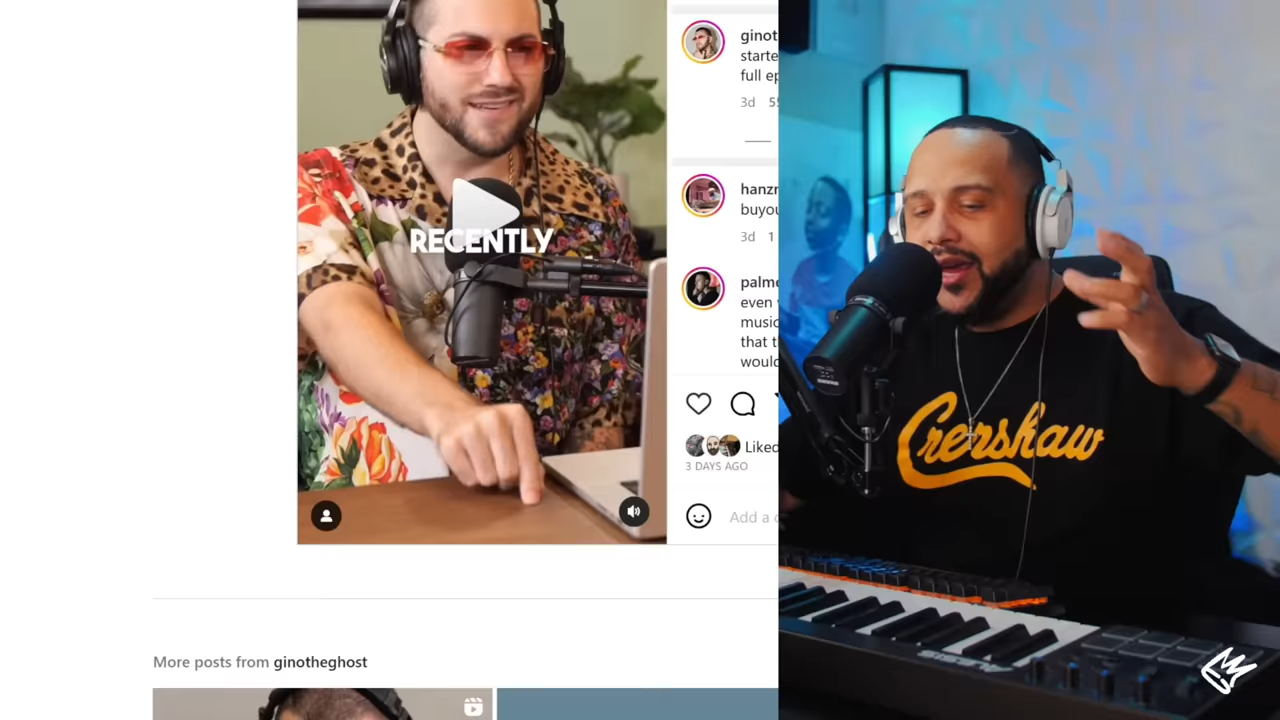 RECENTLY
ginot
starte
full ep
3d
hanzr
buyou
3d 1
palme
even
music
that t
would
Liked
3 DAYS AGO
Add a c
More posts from ginotheghost
Crenshaw